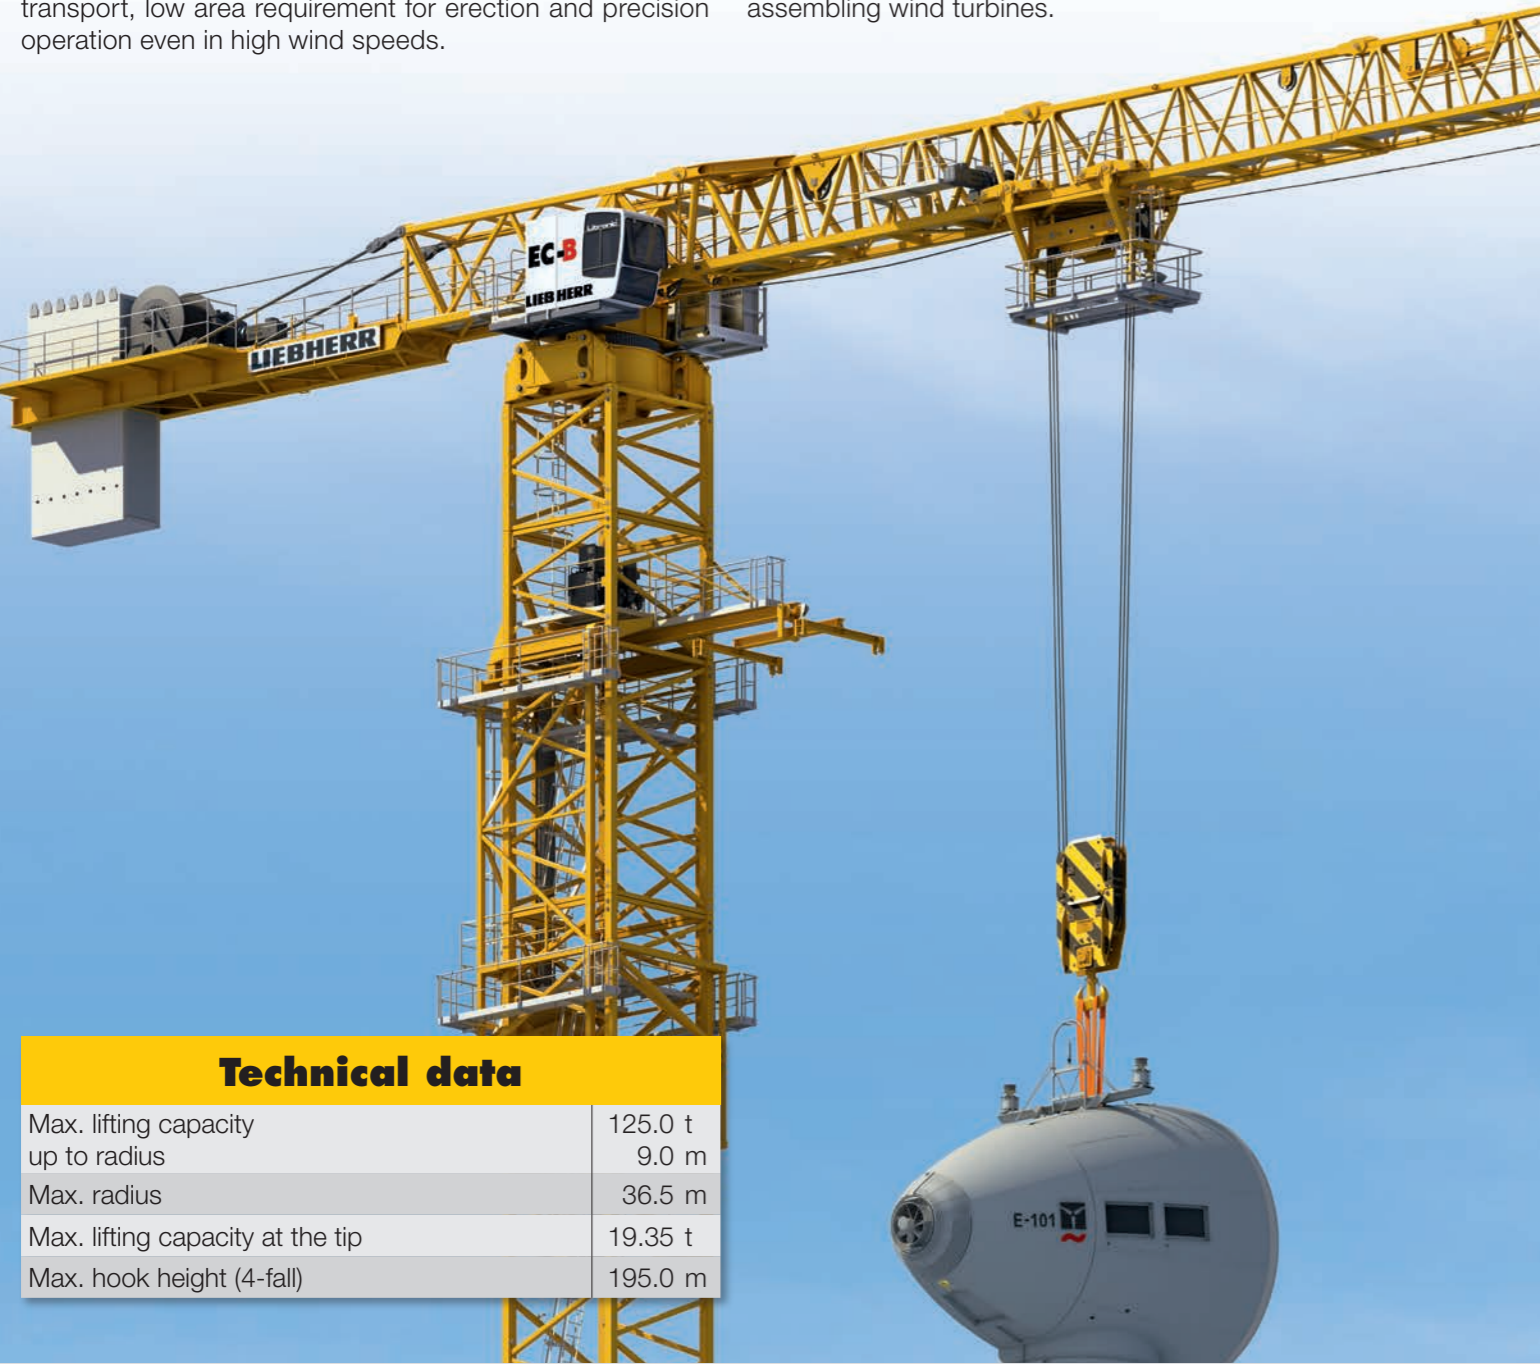 transport, low area requirement for erection and precision
operation even in high wind speeds.
assembling wind turbines.
Litronic
EC-B
LIEBHERR
LIEBHERR
E-101
Technical data
Max. lifting capacity 125.0 t
up to radius 9.0 m
Max. radius 36.5 m
Max. lifting capacity at the tip 19.35 t
Max. hook height (4-fall) 195.0 m